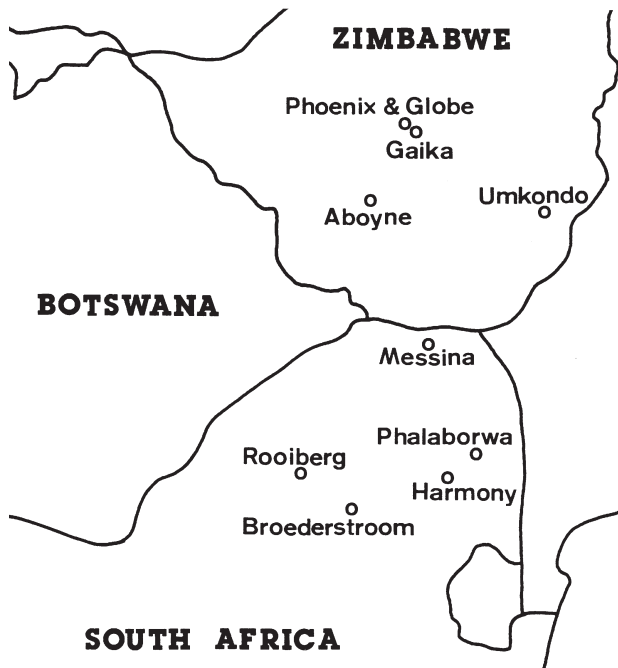 ZIMBABWE
Phoenix & Globe
Gaika
Umkondo
Aboyne
BOTSWANA
Messina
Phalaborwa
Rooiberg
Harmony
Broederstroom
SOUTH AFRICA